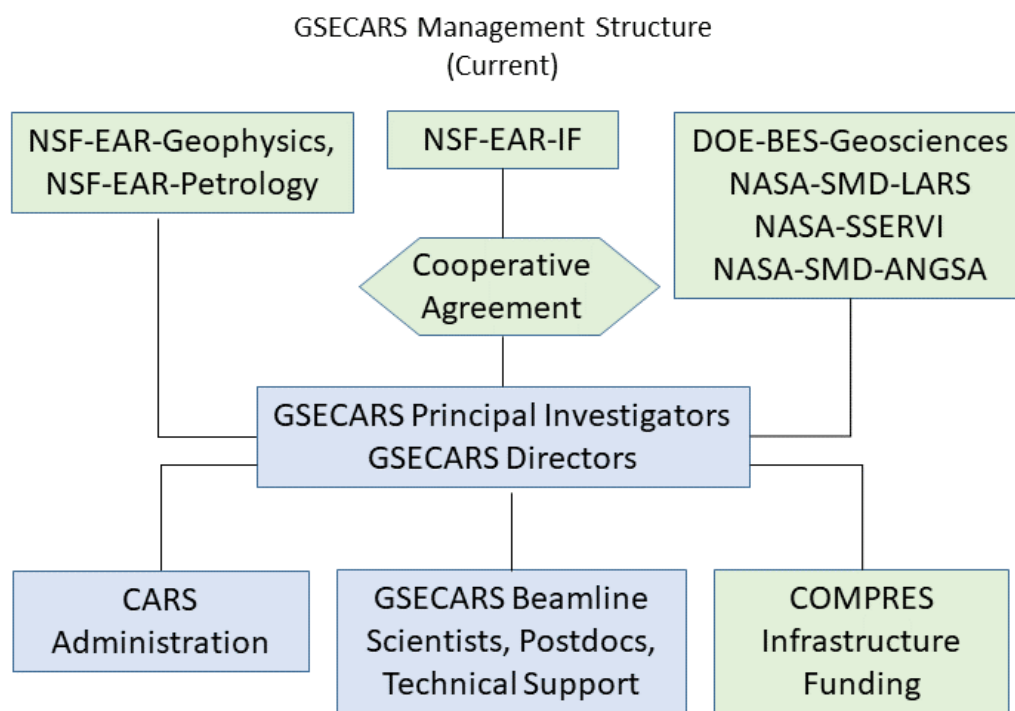 GSECARS Management Structure
(Current)
NSF-EAR-Geophysics,
NSF-EAR-Petrology
NSF-EAR-IF
DOE-BES-Geosciences
NASA-SMD-LARS
NASA-SSERVI
NASA-SMD-ANGSA
Cooperative
Agreement
GSECARS Principal Investigators
GSECARS Directors
CARS
Administration
GSECARS Beamline
Scientists, Postdocs,
Technical Support
COMPRES
Infrastructure
Funding